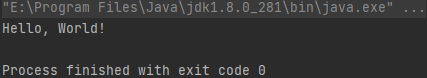 "E:\Program Files\Java\jdk1.8.0_281\bin\java.exe" ...
Hello, World!
Process finished with exit code 0